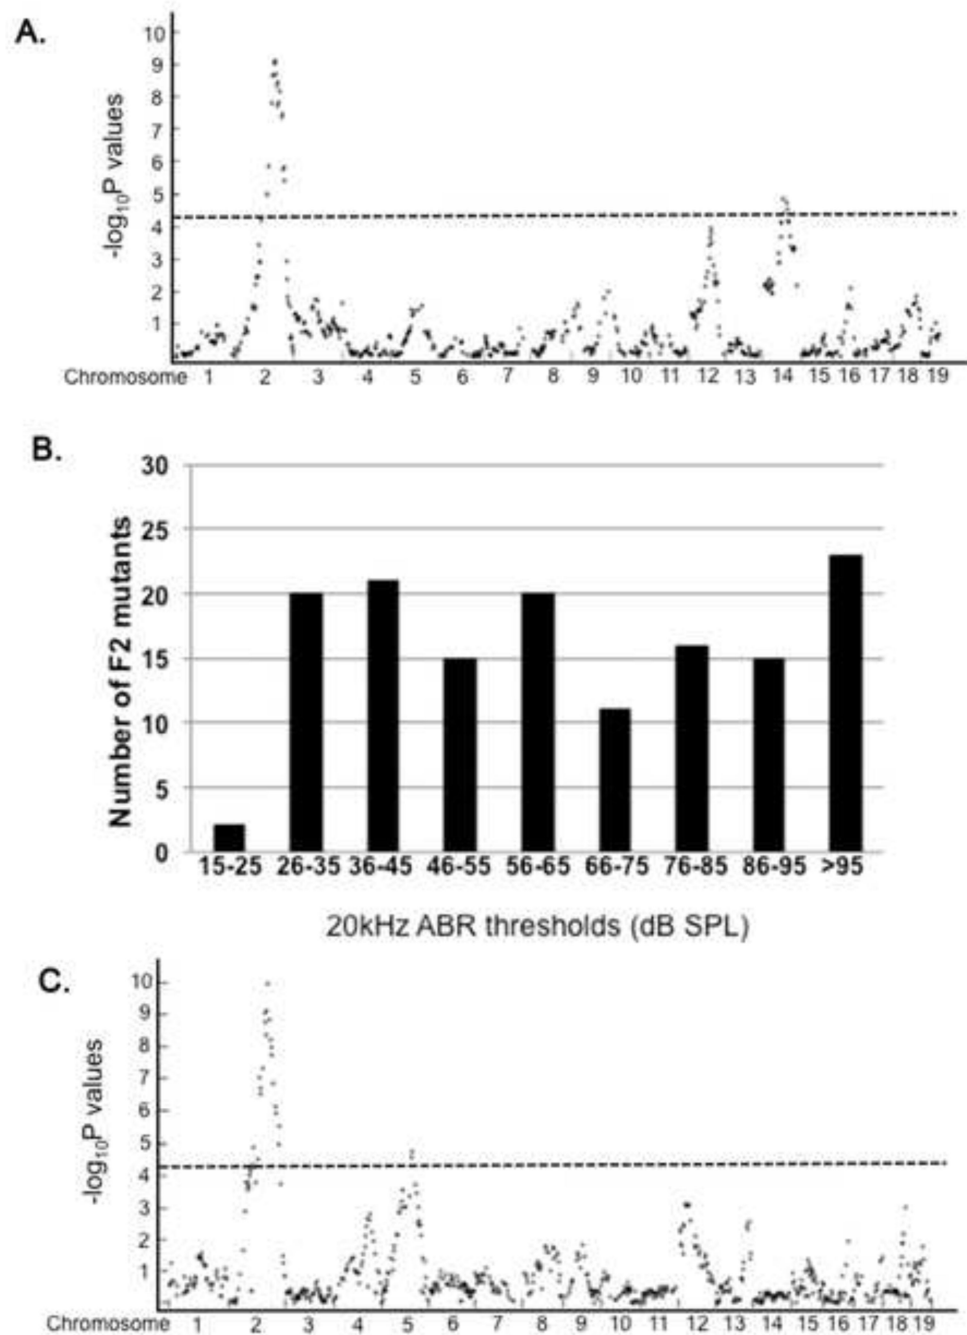 A.
-log10P values
10
9
8
7
6
5
4
3
2
1
Chromosome 1 2 3 4 5 6 7 8 9 10 11 12 13 14 15 16 17 18 19
B.
Number of F2 mutants
30
25
20
15
10
5
0
15-25 26-35 36-45 46-55 56-65 66-75 76-85 86-95 >95
20kHz ABR thresholds (dB SPL)
C.
-log10P values
10
9
8
7
6
5
4
3
2
1
Chromosome 1 2 3 4 5 6 7 8 9 10 11 12 13 14 15 16 17 18 19